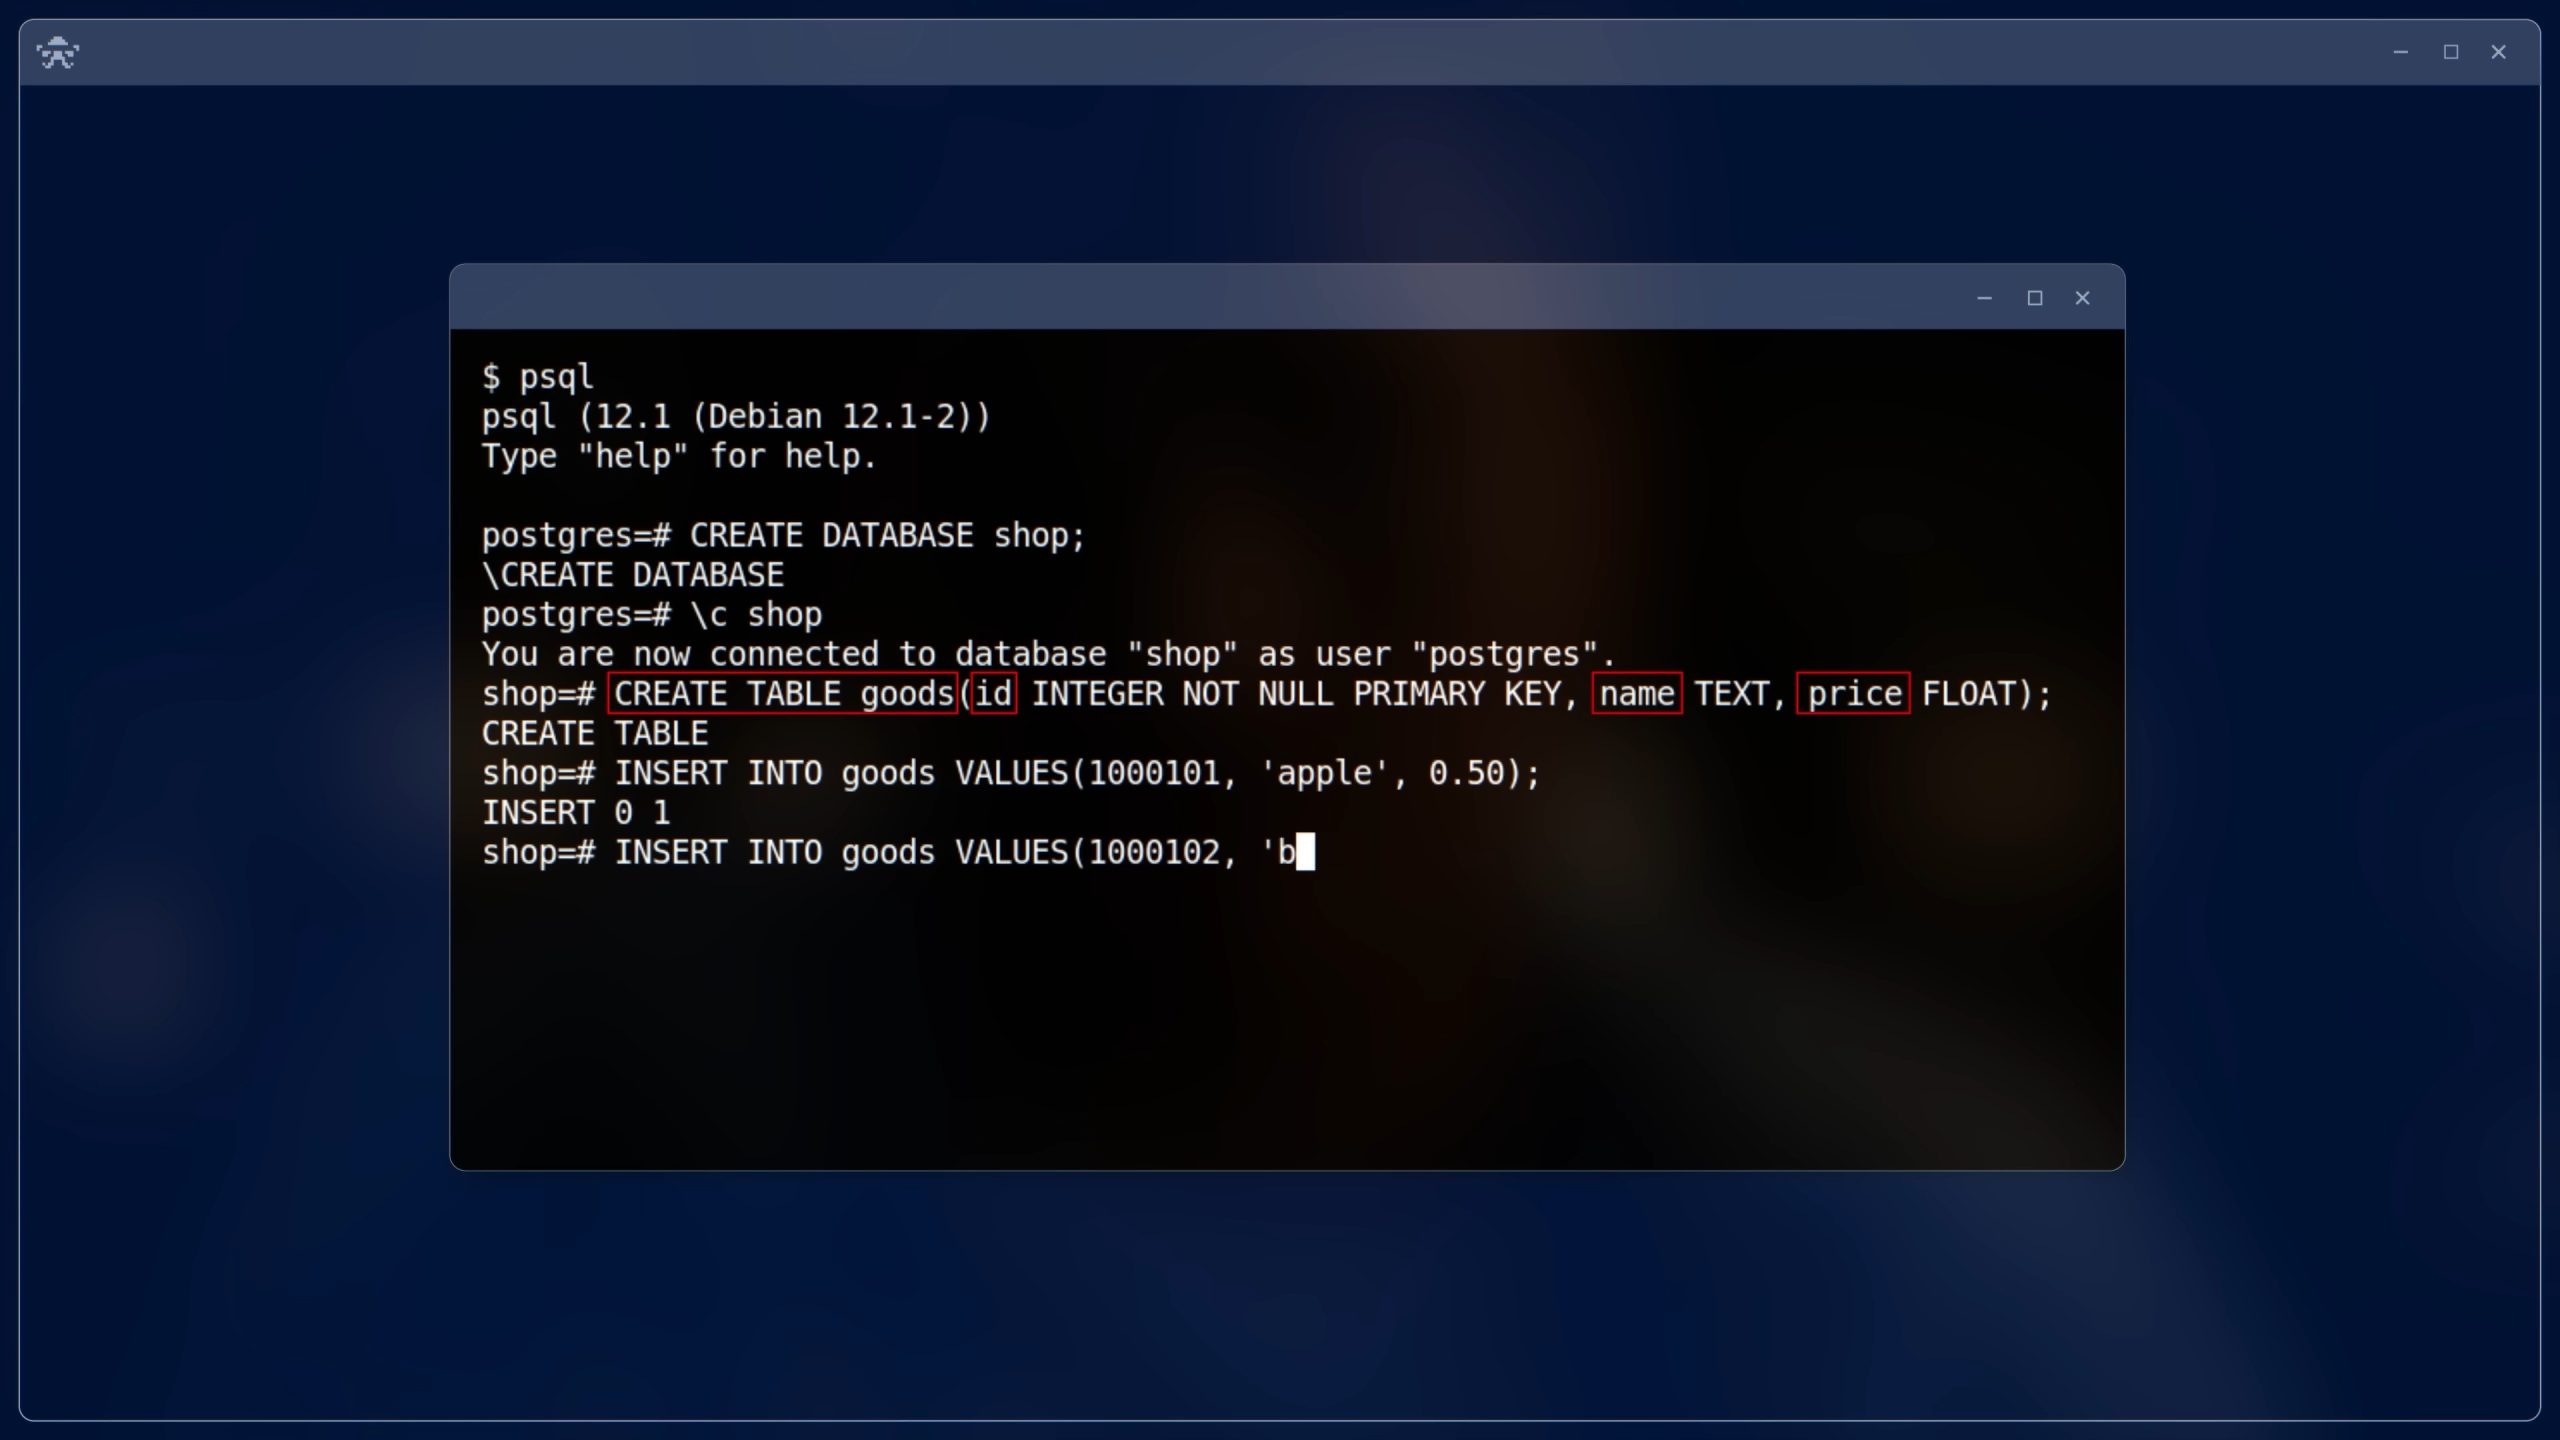 $ psql
psql (12.1 (Debian 12.1-2))
Type "help" for help.
postgres=# CREATE DATABASE shop;
\CREATE DATABASE
postgres=# \c shop
You are now connected to database "shop" as user "postgres".
shop=# CREATE TABLE goods(id INTEGER NOT NULL PRIMARY KEY, name TEXT, price FLOAT);
CREATE TABLE
shop=# INSERT INTO goods VALUES(1000101, 'apple', 0.50);
INSERT 0 1
shop=# INSERT INTO goods VALUES(1000102, 'b